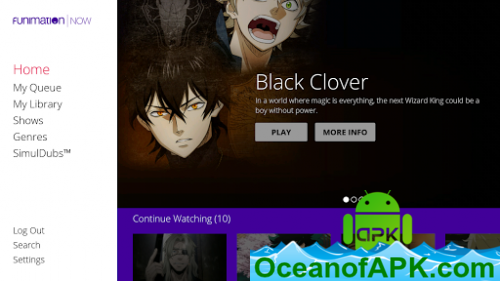 FUNIMATION | NOW
Home
My Queue
My Library
Shows
Genres
SimulDubs™
Log Out
Search
Settings
Black Clover
In a world where magic is everything, the next Wizard King could be a
boy without power.
PLAY
MORE INFO
Continue Watching (10)
APK
OceanofAPK.com